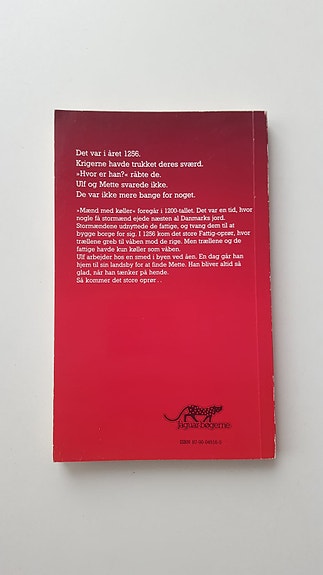 Det var i året 1256.
Krigerne havde trukket deres sværd.
»Hvor er han?« råbte de.
Ulf og Mette svarede ikke.
De var ikke mere bange for noget.
»Mænd med køller« foregår i 1200-tallet. Det var en tid, hvor
nogle få stormænd ejede næsten al Danmarks jord.
Stormændene udnyttede de fattige, og tvang dem til at
bygge borge for sig. I 1256 kom det store Fattig-oprør, hvor
trællene greb til våben mod de rige. Men trællene og de
fattige havde kun køller som våben.
Ulf arbejder hos en smed i byen ved åen. En dag går han
hjem til sin landsby for at finde Mette. Han bliver altid så
glad, når han tænker på hende.
Så kommer det store oprør . .
Jaguarbøgerne
ISBN 87 00